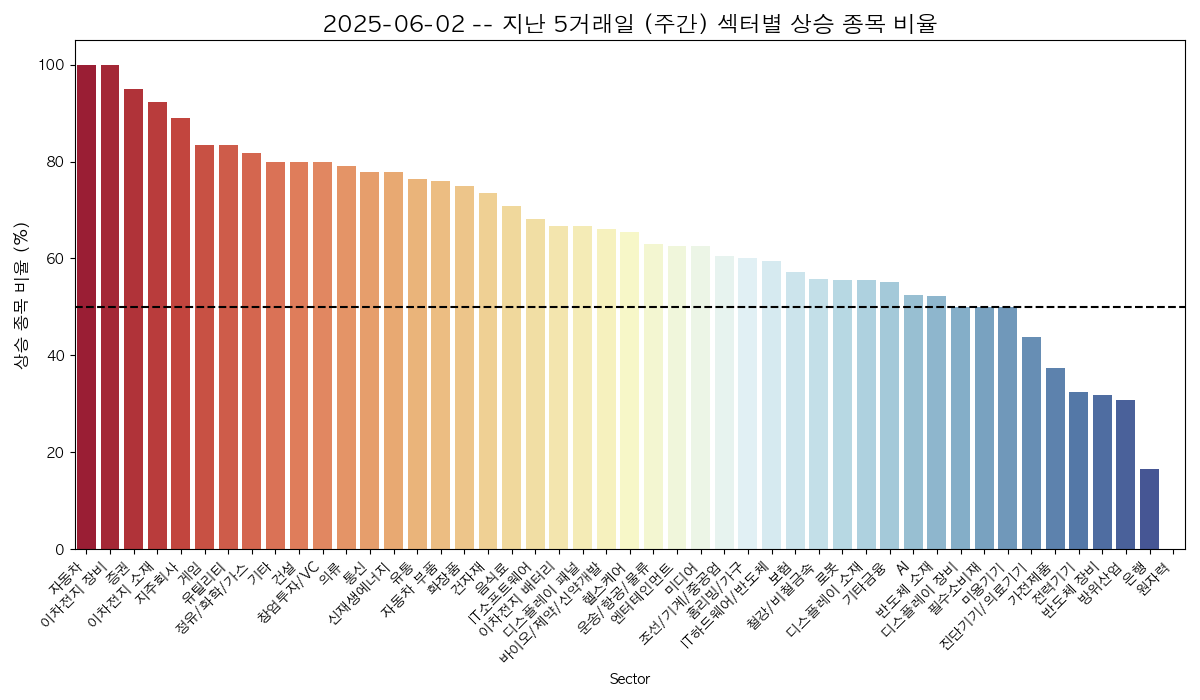 2025-06-02 -- 지난 5거래일 (주간) 섹터별 상승 종목 비율
상승 종목 비율 (%)
100
80
60
40
20
0
자동차
이차전지 장비
증권
이차전지 소재
지주회사
게임
유틸리티
정유/화학/가스
기타
건설
창업투자/VC
의류
통신
신재생에너지
유통
자동차 부품
화장품
건자재
음식료
IT소프트웨어
이차전지 배터리
디스플레이 패널
바이오/제약/신약개발
헬스케어
운송/항공/물류
엔터테인먼트
미디어
조선/기계/중공업
홈리빙/가구
IT하드웨어/반도체
보험
철강/비철금속
로봇
디스플레이 소재
기타금융
AI
반도체 소재
디스플레이 장비
필수소비재
미용기기
진단기기/의료기기
가전제품
전력기기
반도체 장비
방위산업
은행
원자력
Sector